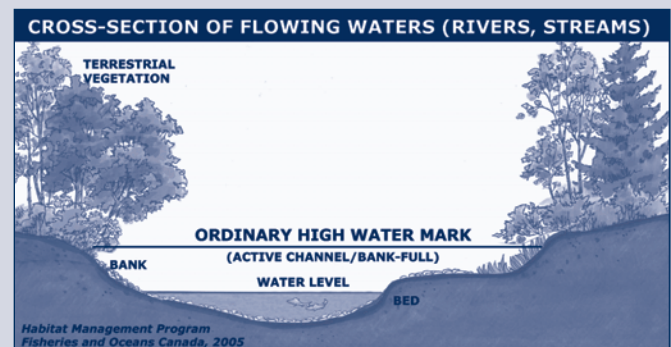 CROSS-SECTION OF FLOWING WATERS (RIVERS, STREAMS)
TERRESTRIAL
VEGETATION
ORDINARY HIGH WATER MARK
(ACTIVE CHANNEL/BANK-FULL)
BANK
WATER LEVEL
BED
Habitat Management Program
Fisheries and Oceans Canada, 2005